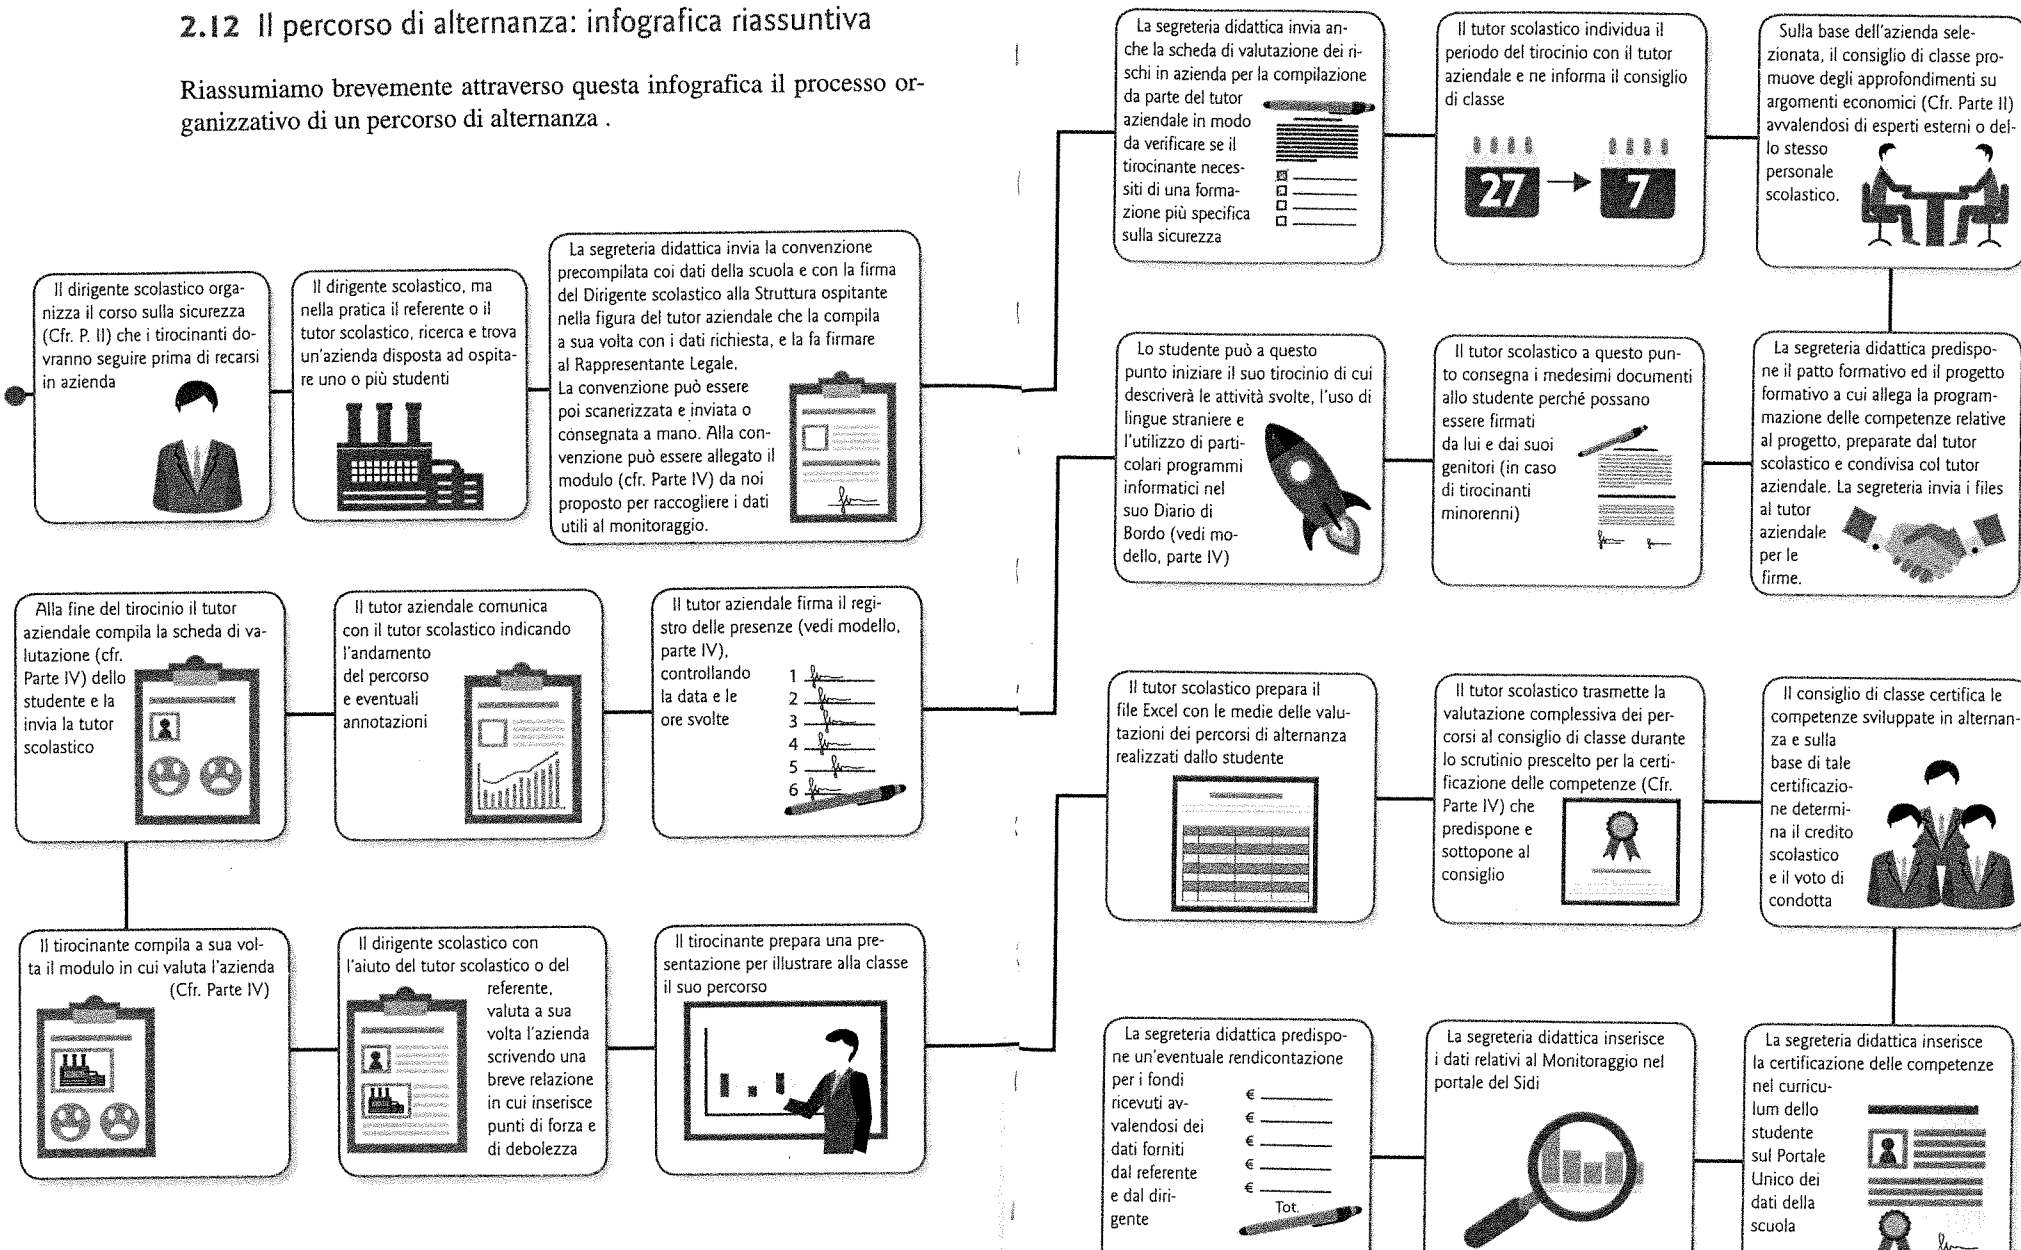 2.12 Il percorso di alternanza: infografica riassuntiva
Riassumiamo brevemente attraverso questa infografica il processo or-
ganizzativo di un percorso di alternanza .
Il dirigente scolastico orga-
nizza il corso sulla sicurezza
(Cfr. P. II) che i tirocinanti do-
vranno seguire prima di recarsi
in azienda
Il dirigente scolastico, ma
nella pratica il referente o il
tutor scolastico, ricerca e trova
un'azienda disposta ad ospita-
re uno o più studenti
La segreteria didattica invia la convenzione
precompilata coi dati della scuola e con la firma
del Dirigente scolastico alla Struttura ospitante
nella figura del tutor aziendale che la compila
a sua volta con i dati richiesta, e la fa firmare
al Rappresentante Legale.
La convenzione può essere
poi scanerizzata e inviata o
consegnata a mano. Alla con-
venzione può essere allegato il
modulo (cfr. Parte IV) da noi
proposto per raccogliere i dati
utili al monitoraggio.
La segreteria didattica invia an-
che la scheda di valutazione dei ri-
schi in azienda per la compilazione
da parte del tutor
aziendale in modo
da verificare se il
tirocinante neces-
siti di una forma-
zione più specifica
sulla sicurezza
Il tutor scolastico individua il
periodo del tirocinio con il tutor
aziendale e ne informa il consiglio
di classe
27
7
Sulla base dell'azienda sele-
zionata, il consiglio di classe pro-
muove degli approfondimenti su
argomenti economici (Cfr. Parte II)
avvalendosi di esperti esterni o del-
lo stesso
personale
scolastico.
La segreteria didattica predispo-
ne il patto formativo ed il progetto
formativo a cui allega la program-
mazione delle competenze relative
al progetto, preparate dal tutor
scolastico e condivisa col tutor
aziendale. La segreteria invia i files
al tutor
aziendale
per le
firme.
Il tutor scolastico a questo pun-
to consegna i medesimi documenti
allo studente perché possano
essere firmati
da lui e dai suoi
genitori (in caso
di tirocinanti
minorenni)
Lo studente può a questo
punto iniziare il suo tirocinio di cui
descriverà le attività svolte, l'uso di
lingue straniere e
l'utilizzo di parti-
colari programmi
informatici nel
suo Diario di
Bordo (vedi mo-
dello, parte IV)
Il tutor aziendale firma il regi-
stro delle presenze (vedi modello,
parte IV),
controllando
la data e le
ore svolte
1
2
3
4
5
6
Il tutor aziendale comunica
con il tutor scolastico indicando
l'andamento
del percorso
e eventuali
annotazioni
Alla fine del tirocinio il tutor
aziendale compila la scheda di va-
lutazione (cfr.
Parte IV) dello
studente e la
invia la tutor
scolastico
Il tirocinante compila a sua vol-
ta il modulo in cui valuta l'azienda
(Cfr. Parte IV)
Il dirigente scolastico con
l'aiuto del tutor scolastico o del
referente,
valuta a sua
volta l'azienda
scrivendo una
breve relazione
in cui inserisce
punti di forza e
di debolezza
Il tirocinante prepara una pre-
sentazione per illustrare alla classe
il suo percorso
Il tutor scolastico prepara il
file Excel con le medie delle valu-
tazioni dei percorsi di alternanza
realizzati dallo studente
Il tutor scolastico trasmette la
valutazione complessiva dei per-
corsi al consiglio di classe durante
lo scrutinio prescelto per la certi-
ficazione delle competenze (Cfr.
Parte IV) che
predispone e
sottopone al
consiglio
Il consiglio di classe certifica le
competenze sviluppate in alternan-
za e sulla
base di tale
certificazio-
ne determi-
na il credito
scolastico
e il voto di
condotta
La segreteria didattica inserisce
la certificazione delle competenze
nel curricu-
lum dello
studente
sul Portale
Unico dei
dati della
scuola
La segreteria didattica inserisce
i dati relativi al Monitoraggio nel
portale del Sidi
La segreteria didattica predispo-
ne un'eventuale rendicontazione
per i fondi
ricevuti av-
valendosi dei
dati forniti
dal referente
e dal diri-
gente
€
€
€
€
€
Tot.